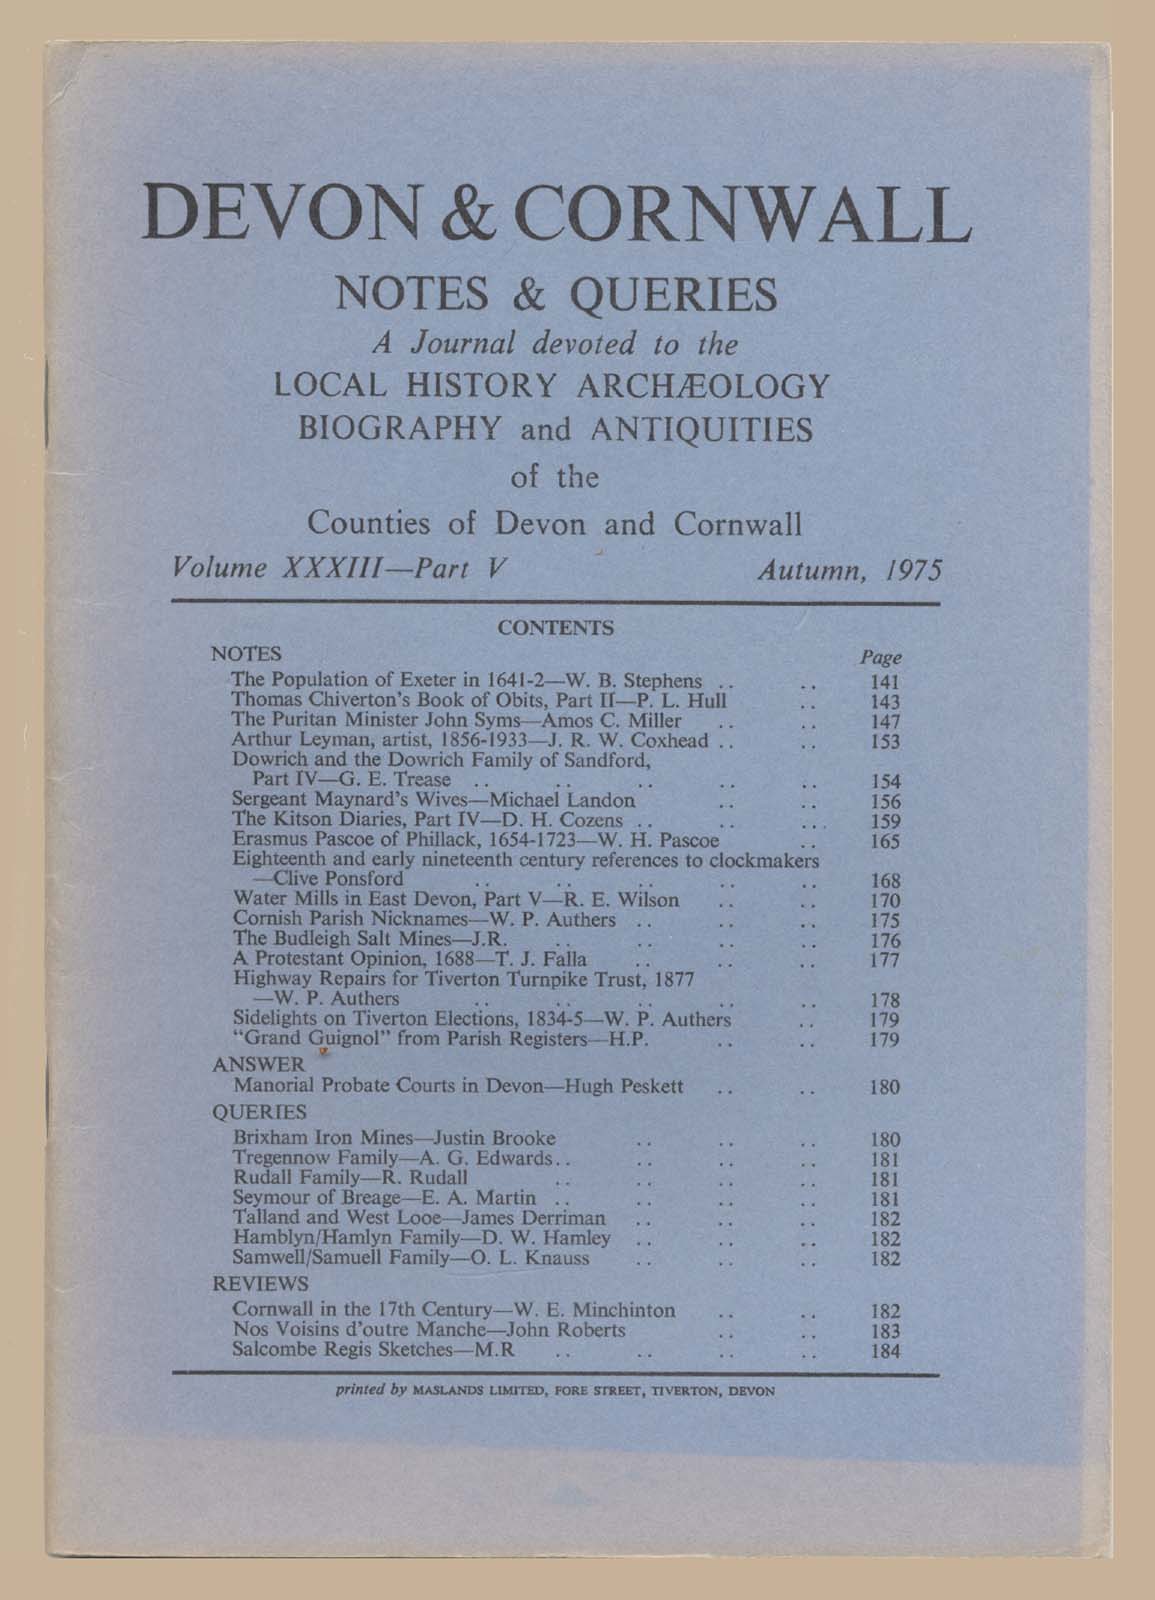 DEVON & CORNWALL
NOTES & QUERIES
A Journal devoted to the
LOCAL HISTORY ARCHÆOLOGY
BIOGRAPHY and ANTIQUITIES
of the
Counties of Devon and Cornwall
Volume XXXIII—Part V Autumn, 1975
CONTENTS
NOTES Page
The Population of Exeter in 1641-2—W. B. Stephens .. .. 141
Thomas Chiverton's Book of Obits, Part II—P. L. Hull .. 143
The Puritan Minister John Syms—Amos C. Miller .. .. 147
Arthur Leyman, artist, 1856-1933—J. R. W. Coxhead .. .. 153
Dowrich and the Dowrich Family of Sandford,
Part IV—G. E. Trease .. .. .. .. .. 154
Sergeant Maynard's Wives—Michael Landon .. .. 156
The Kitson Diaries, Part IV—D. H. Cozens .. .. ... 159
Erasmus Pascoe of Phillack, 1654-1723—W. H. Pascoe .. 165
Eighteenth and early nineteenth century references to clockmakers
—Clive Ponsford .. .. .. .. .. 168
Water Mills in East Devon, Part V—R. E. Wilson .. .. 170
Cornish Parish Nicknames—W. P. Authers .. .. .. 175
The Budleigh Salt Mines—J.R. .. .. .. .. 176
A Protestant Opinion, 1688—T. J. Falla .. .. .. 177
Highway Repairs for Tiverton Turnpike Trust, 1877
—W. P. Authers .. .. .. .. .. 178
Sidelights on Tiverton Elections, 1834-5—W. P. Authers .. 179
"Grand Guignol" from Parish Registers—H.P. .. .. 179
ANSWER
Manorial Probate Courts in Devon—Hugh Peskett .. .. 180
QUERIES
Brixham Iron Mines—Justin Brooke .. .. .. 180
Tregennow Family—A. G. Edwards.. .. .. .. 181
Rudall Family—R. Rudall .. .. .. .. 181
Seymour of Breage—E. A. Martin .. .. .. .. 181
Talland and West Looe—James Derriman .. .. .. 182
Hamblyn/Hamlyn Family—D. W. Hamley .. .. .. 182
Samwell/Samuell Family—O. L. Knauss .. .. .. 182
REVIEWS
Cornwall in the 17th Century—W. E. Minchinton .. .. 182
Nos Voisins d'outre Manche—John Roberts .. .. 183
Salcombe Regis Sketches—M.R .. .. .. .. 184
printed by MASLANDS LIMITED, FORE STREET, TIVERTON, DEVON